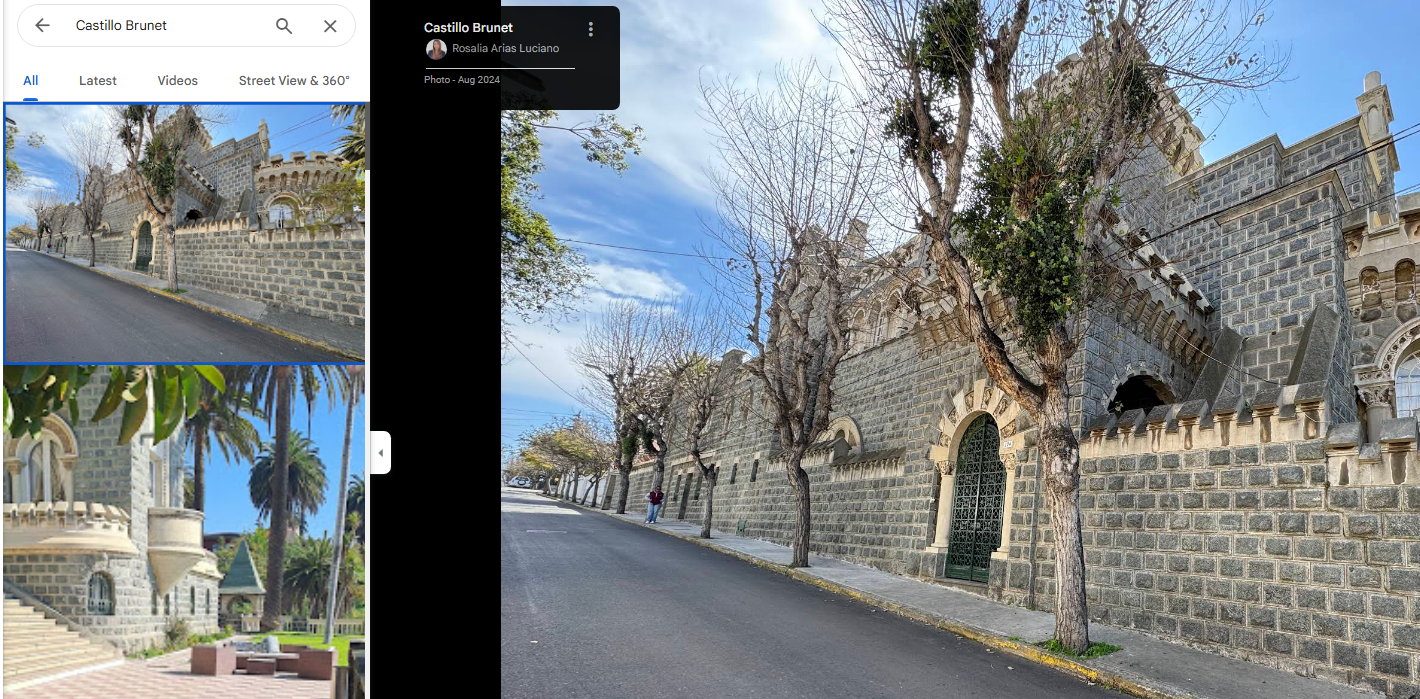 Castillo Brunet
All
Latest
Videos
Street View & 360°
Castillo Brunet
Rosalia Arias Luciano
Photo - Aug 2024